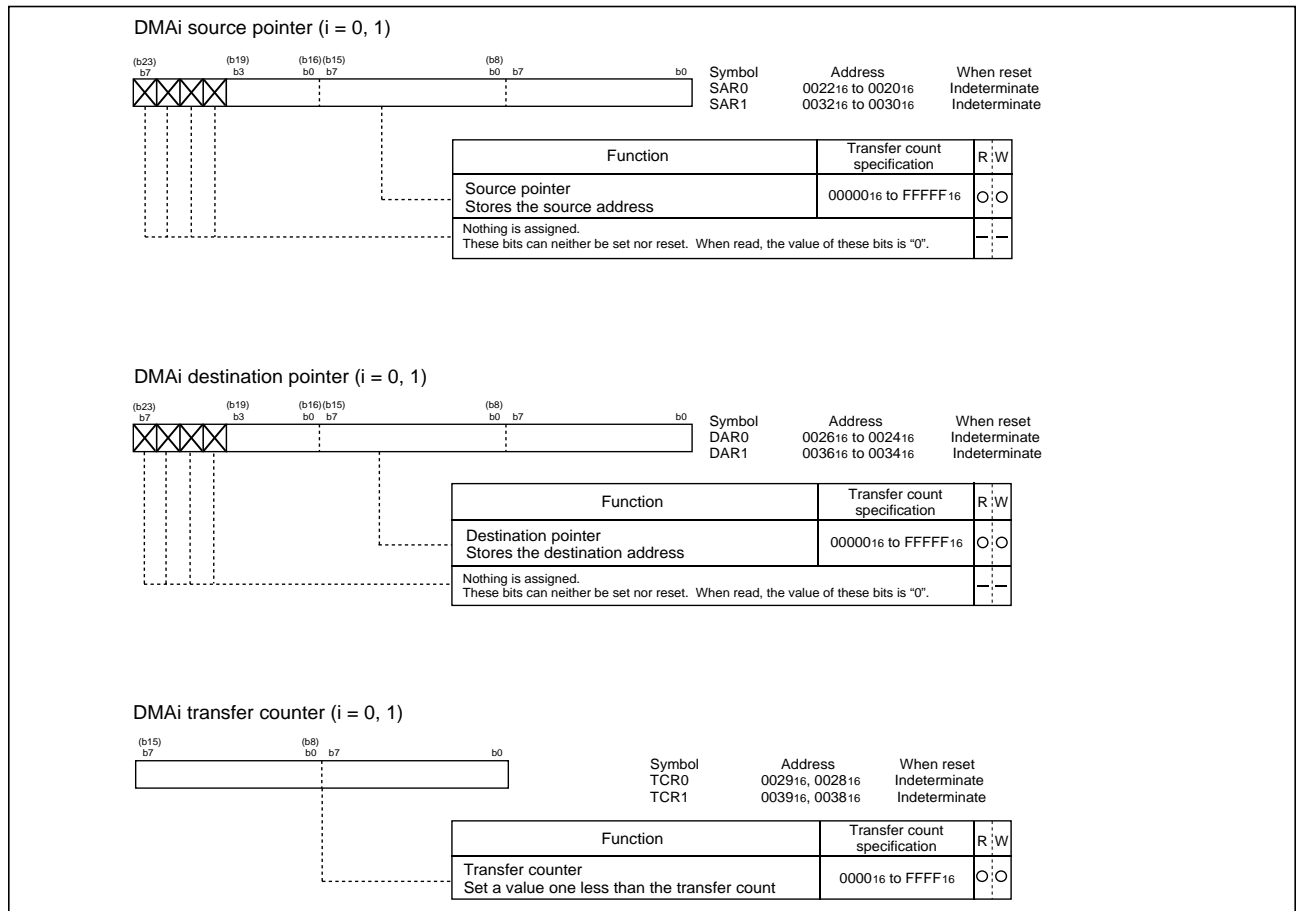 DMAi source pointer (i = 0, 1)
(b23) (b19) (b16)(b15) (b8)
b7 b3 b0 b7 b0 b7 b0
Symbol Address When reset
SAR0 002216 to 002016 Indeterminate
SAR1 003216 to 003016 Indeterminate
Function Transfer count specification R W
Source pointer
Stores the source address
0000016 to FFFFF16
Nothing is assigned.
These bits can neither be set nor reset. When read, the value of these bits is “0”.
DMAi destination pointer (i = 0, 1)
(b23) (b19) (b16)(b15) (b8)
b7 b3 b0 b7 b0 b7 b0
Symbol Address When reset
DAR0 002616 to 002416 Indeterminate
DAR1 003616 to 003416 Indeterminate
Function Transfer count specification R W
Destination pointer
Stores the destination address
0000016 to FFFFF16
Nothing is assigned.
These bits can neither be set nor reset. When read, the value of these bits is “0”.
DMAi transfer counter (i = 0, 1)
(b15) (b8)
b7 b0 b7 b0
Symbol Address When reset
TCR0 002916, 002816 Indeterminate
TCR1 003916, 003816 Indeterminate
Function Transfer count specification R W
Transfer counter
Set a value one less than the transfer count
000016 to FFFF16